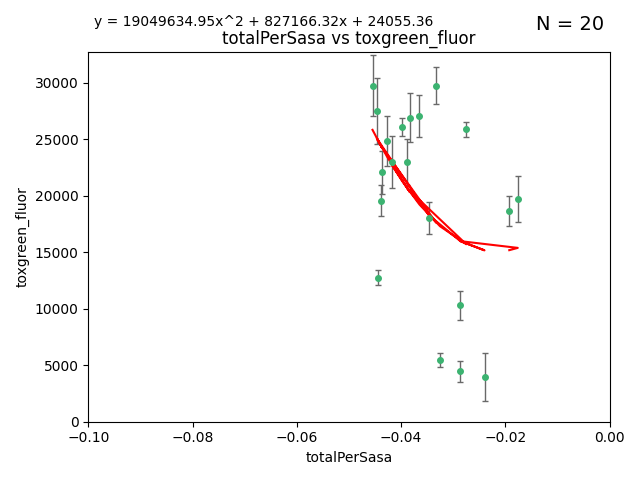 y = 19049634.95x^2 + 827166.32x + 24055.36
N = 20
totalPerSasa vs toxgreen_fluor
toxgreen_fluor
30000
25000
20000
15000
10000
5000
0
−0.10 −0.08 −0.06 −0.04 −0.02 0.00
totalPerSasa